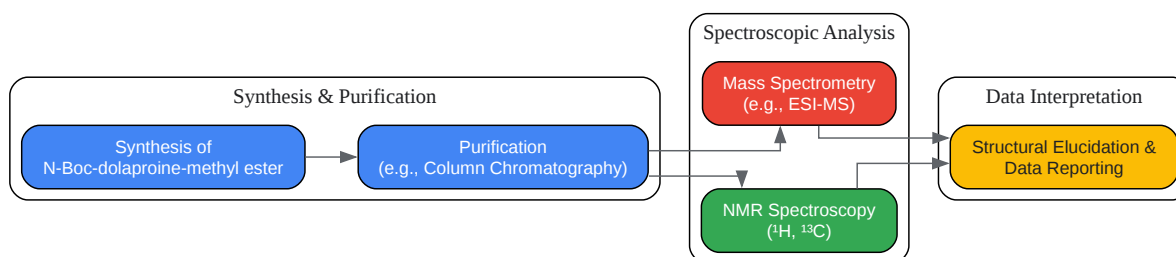 Synthesis & Purification
Synthesis of
N-Boc-dolaproine-methyl ester
Purification
(e.g., Column Chromatography)
Spectroscopic Analysis
Mass Spectrometry
(e.g., ESI-MS)
NMR Spectroscopy
(¹H, ¹³C)
Data Interpretation
Structural Elucidation &
Data Reporting